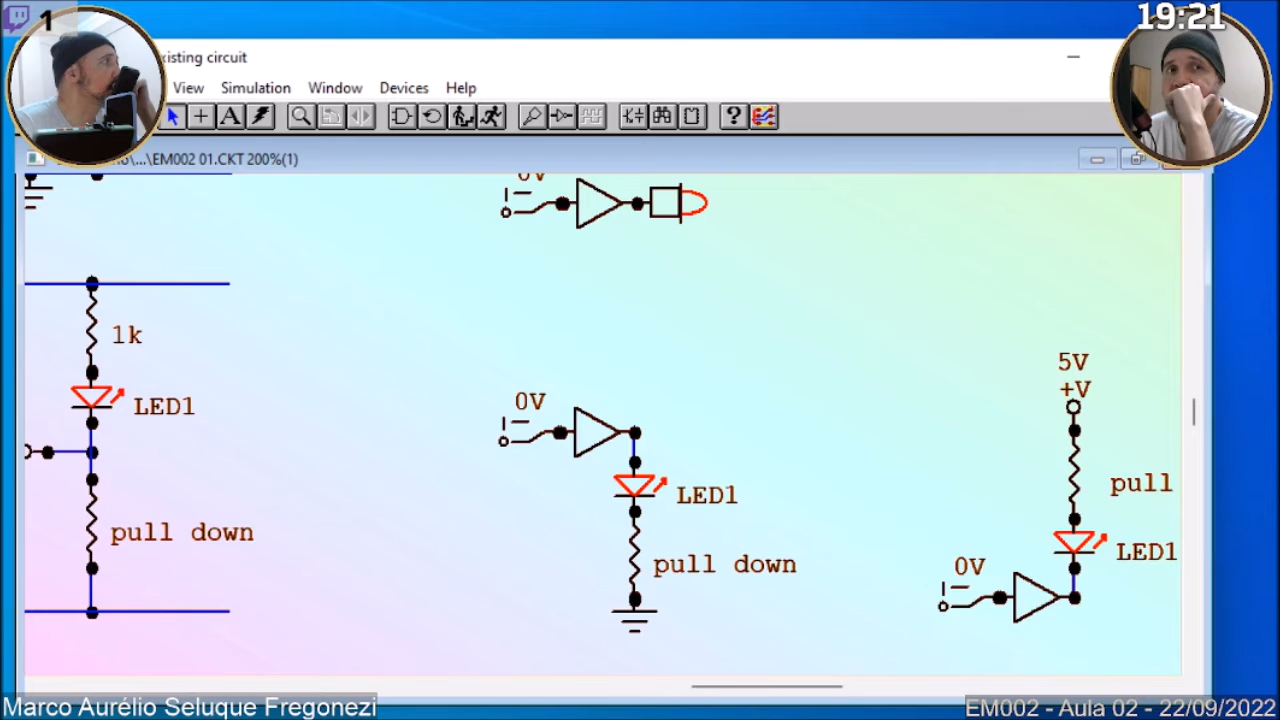 1
19:21
xisting circuit
View Simulation Window Devices Help
...\EM002 01.CKT 200%(1)
0V
1k
LED1
pull down
0V
LED1
pull down
5V
+V
pull
LED1
0V
Marco Aurélio Seluque Fregonezi
EM002 - Aula 02 - 22/09/2022